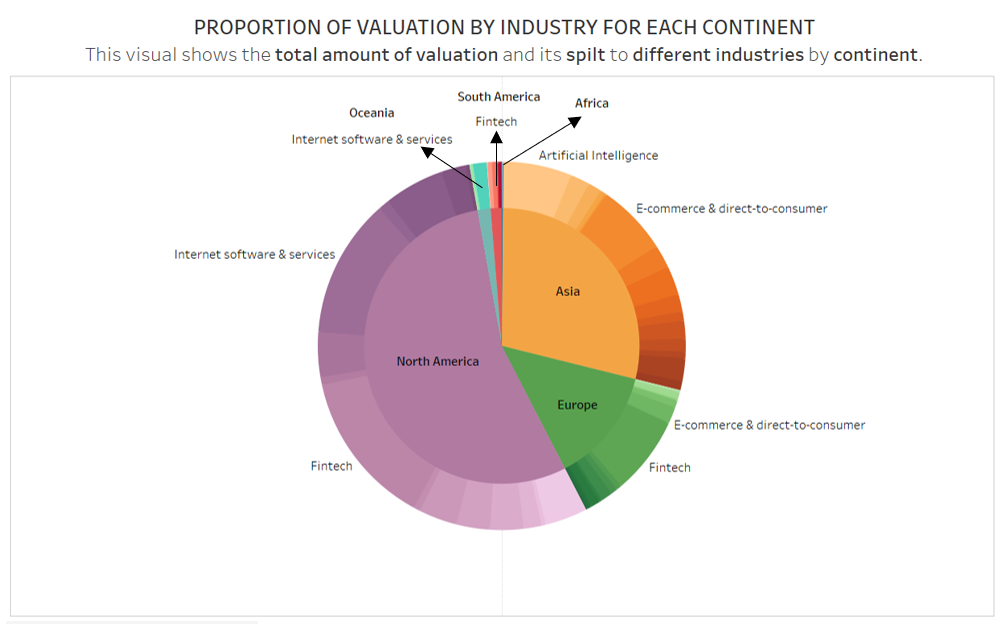 PROPORTION OF VALUATION BY INDUSTRY FOR EACH CONTINENT
This visual shows the total amount of valuation and its spilt to different industries by continent.
South America
Africa
Oceania
Fintech
Internet software & services
Artificial Intelligence
E-commerce & direct-to-consumer
Internet software & services
Asia
North America
Europe
E-commerce & direct-to-consumer
Fintech
Fintech